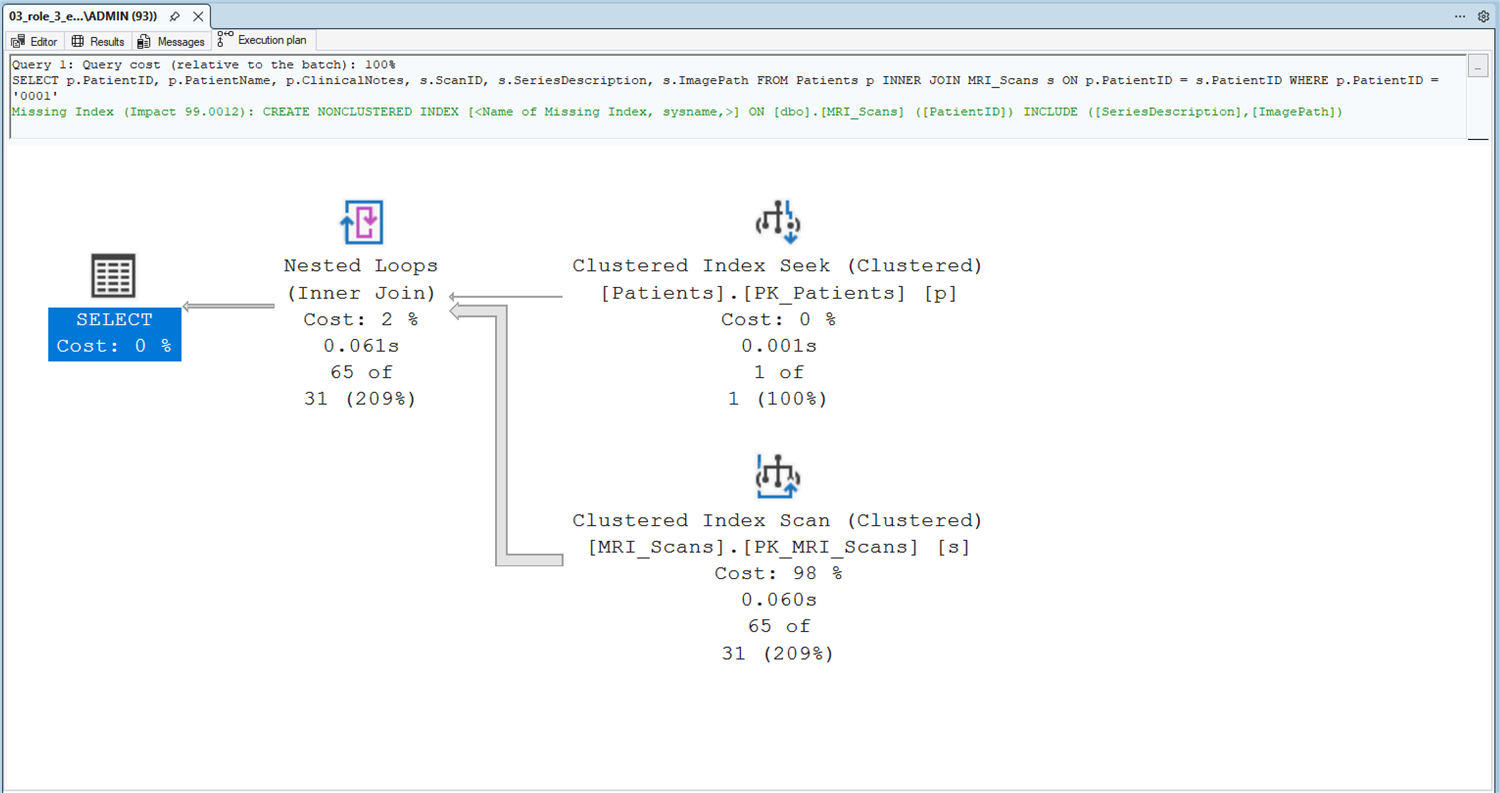 03_role_3_e...\ADMIN (93))
Editor
Results
Messages
Execution plan
Query 1: Query cost (relative to the batch): 100%
SELECT p.PatientID, p.PatientName, p.ClinicalNotes, s.ScanID, s.SeriesDescription, s.ImagePath FROM Patients p INNER JOIN MRI_Scans s ON p.PatientID = s.PatientID WHERE p.PatientID =
'0001'
Missing Index (Impact 99.0012): CREATE NONCLUSTERED INDEX [<Name of Missing Index, sysname,>] ON [dbo].[MRI_Scans] ([PatientID]) INCLUDE ([SeriesDescription],[ImagePath])
...
SELECT
Cost: 0 %
Nested Loops
(Inner Join)
Cost: 2 %
0.061s
65 of
31 (209%)
Clustered Index Seek (Clustered)
[Patients].[PK_Patients] [p]
Cost: 0 %
0.001s
1 of
1 (100%)
Clustered Index Scan (Clustered)
[MRI_Scans].[PK_MRI_Scans] [s]
Cost: 98 %
0.060s
65 of
31 (209%)